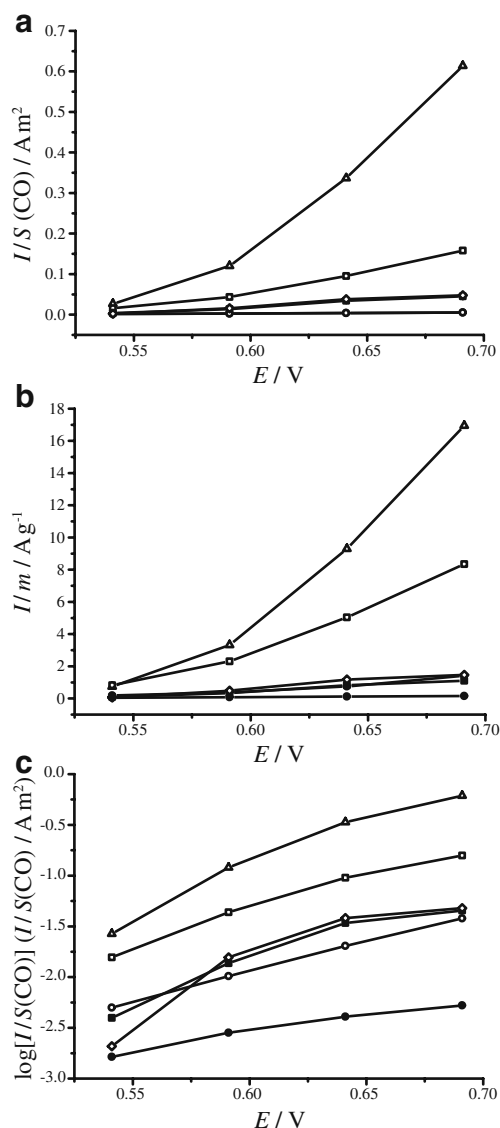 a
I / S (CO) / Am²
0.7
0.6
0.5
0.4
0.3
0.2
0.1
0.0
0.55 0.60 0.65 0.70
E / V
b
I / m / Ag⁻¹
18
16
14
12
10
8
6
4
2
0
0.55 0.60 0.65 0.70
E / V
c
log[I / S(CO)] (I / S(CO) / Am²)
0.0
-0.5
-1.0
-1.5
-2.0
-2.5
-3.0
0.55 0.60 0.65 0.70
E / V